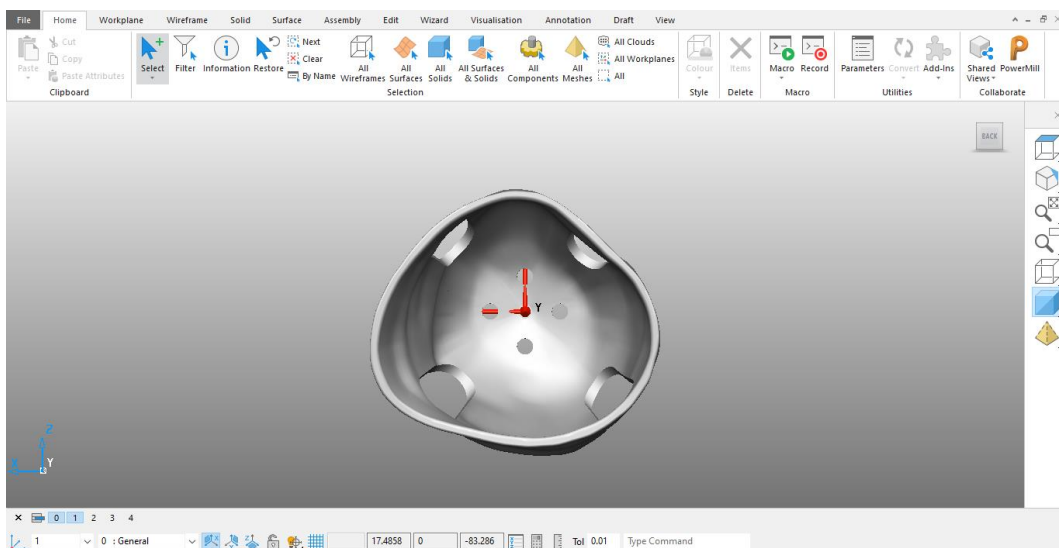 File Home Workplane Wireframe Solid Surface Assembly Edit Wizard Visualisation Annotation Draft View
Cut Next All Clouds
Copy Clear All Workplanes
Paste Paste Attributes Select Filter Information Restore By Name All Wireframes All Surfaces All Solids All Surfaces & Solids All Components All Meshes All Colour Items Macro Record Parameters Convert Add-Ins Shared Views PowerMill
Clipboard Selection Style Delete Macro Utilities Collaborate
BACK
Y
Z
X Y
0 1 2 3 4
1 0 : General 17.4858 0 -83.286 Tol 0.01 Type Command